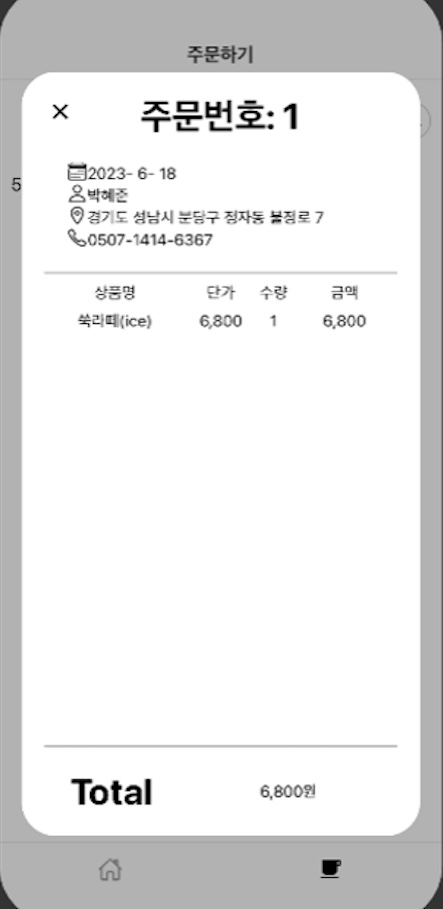 주문하기
5
× 주문번호: 1
2023- 6- 18
박혜준
경기도 성남시 분당구 정자동 불정로 7
0507-1414-6367
상품명 단가 수량 금액
쑥라떼(ice) 6,800 1 6,800
Total 6,800원